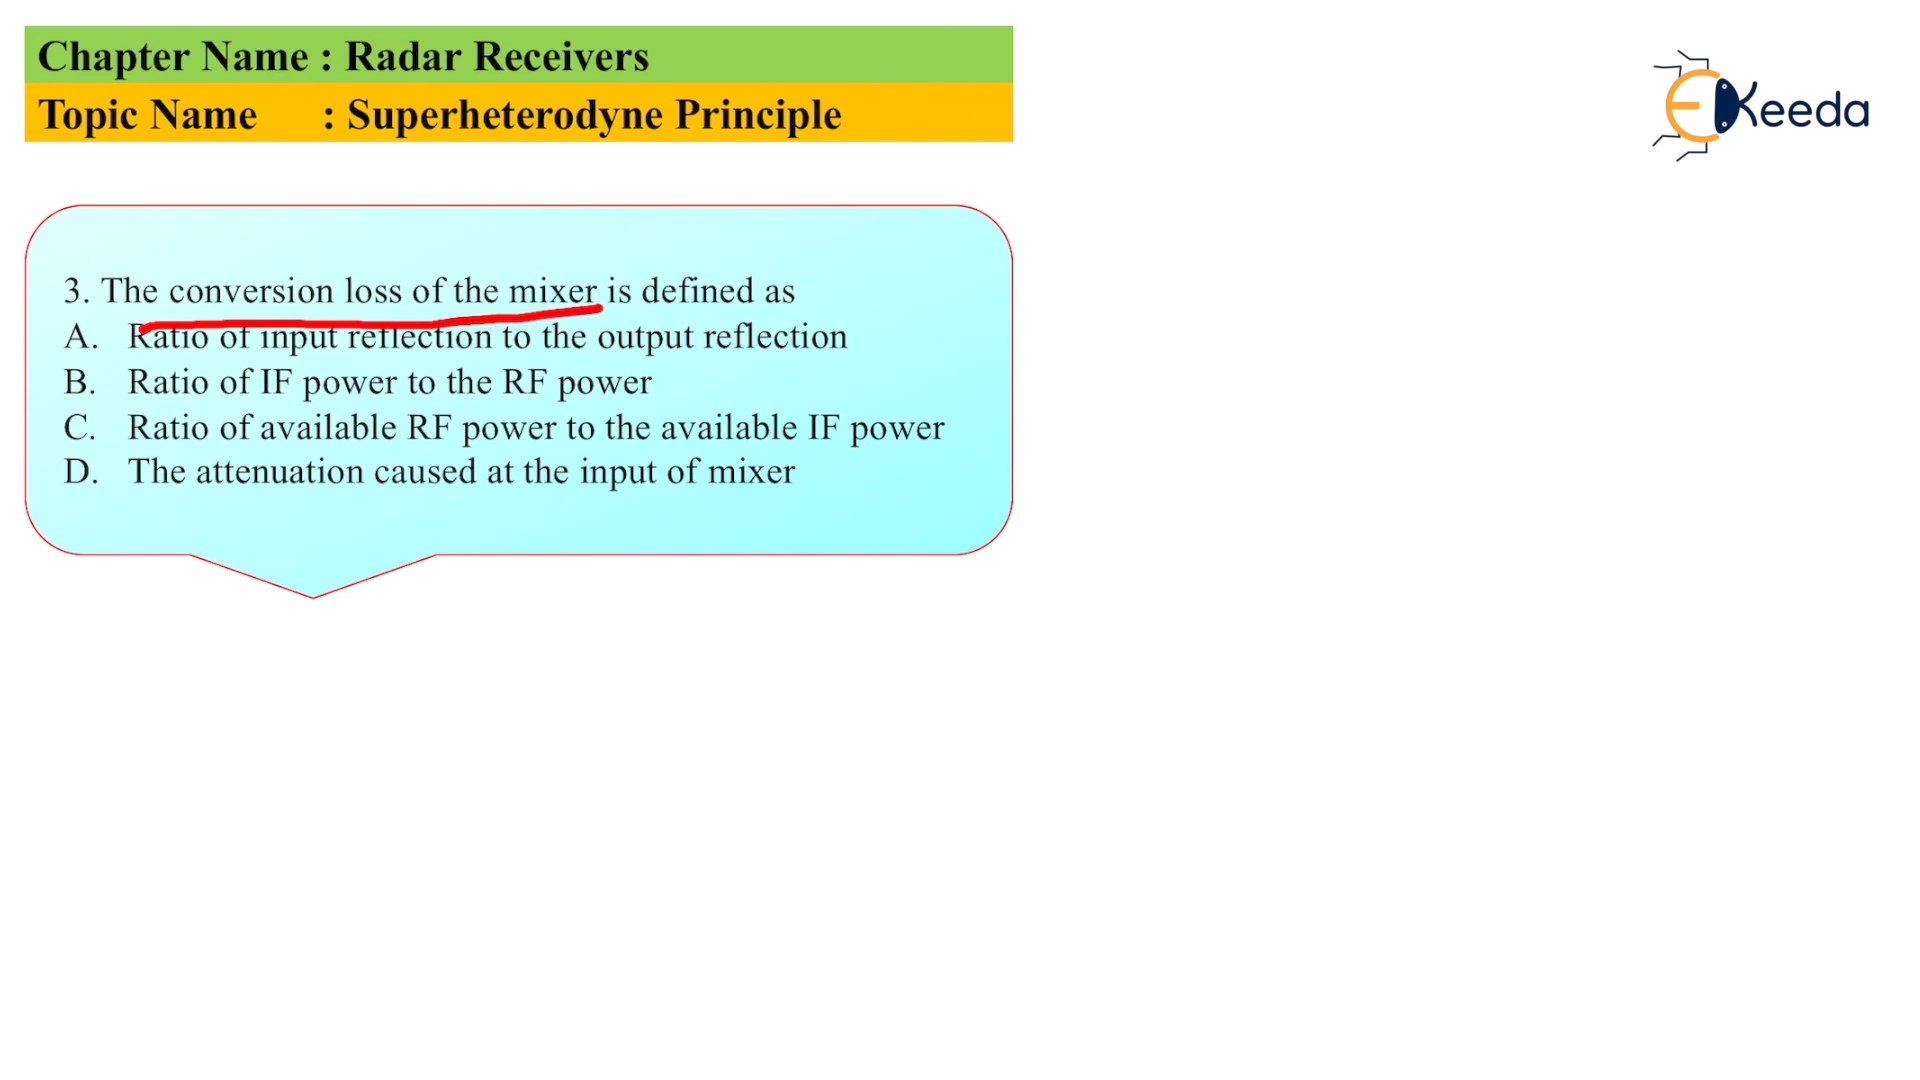 Chapter Name : Radar Receivers
Topic Name : Superheterodyne Principle
EKeeda
3. The conversion loss of the mixer is defined as
A. Ratio of input reflection to the output reflection
B. Ratio of IF power to the RF power
C. Ratio of available RF power to the available IF power
D. The attenuation caused at the input of mixer